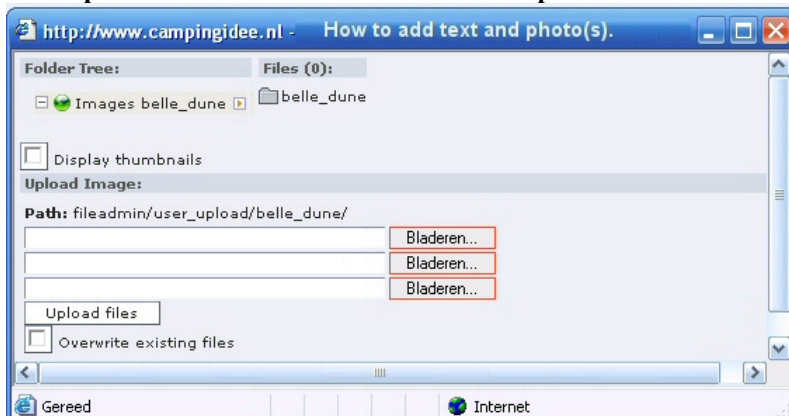 http://www.campingidee.nl - How to add text and photo(s).
Folder Tree: Files (0):
Images belle_dune belle_dune
Display thumbnails
Upload Image:
Path: fileadmin/user_upload/belle_dune/
Bladeren...
Bladeren...
Bladeren...
Upload files
Overwrite existing files
Gereed Internet